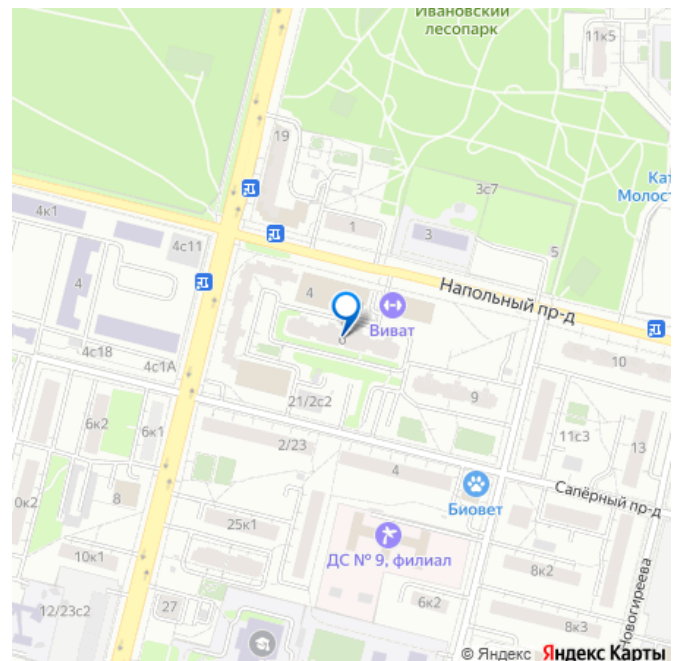 Ивановский
лесопарк
11к5
19
Кат
Молост
3с7
4к1
1
3
4с11
5
4
Напольный пр-д
4
Виват
4с18
4с1А
10
9
21/2с2
6к2
6к1
2/23
11с3
13
4
Сапёрный пр-д
0к2
8
Биовет
25к1
ДС № 9, филиал
10к1
8к2
12/23с2
27
6к2
Новогиреева
8к3
© Яндекс Яндекс Карты